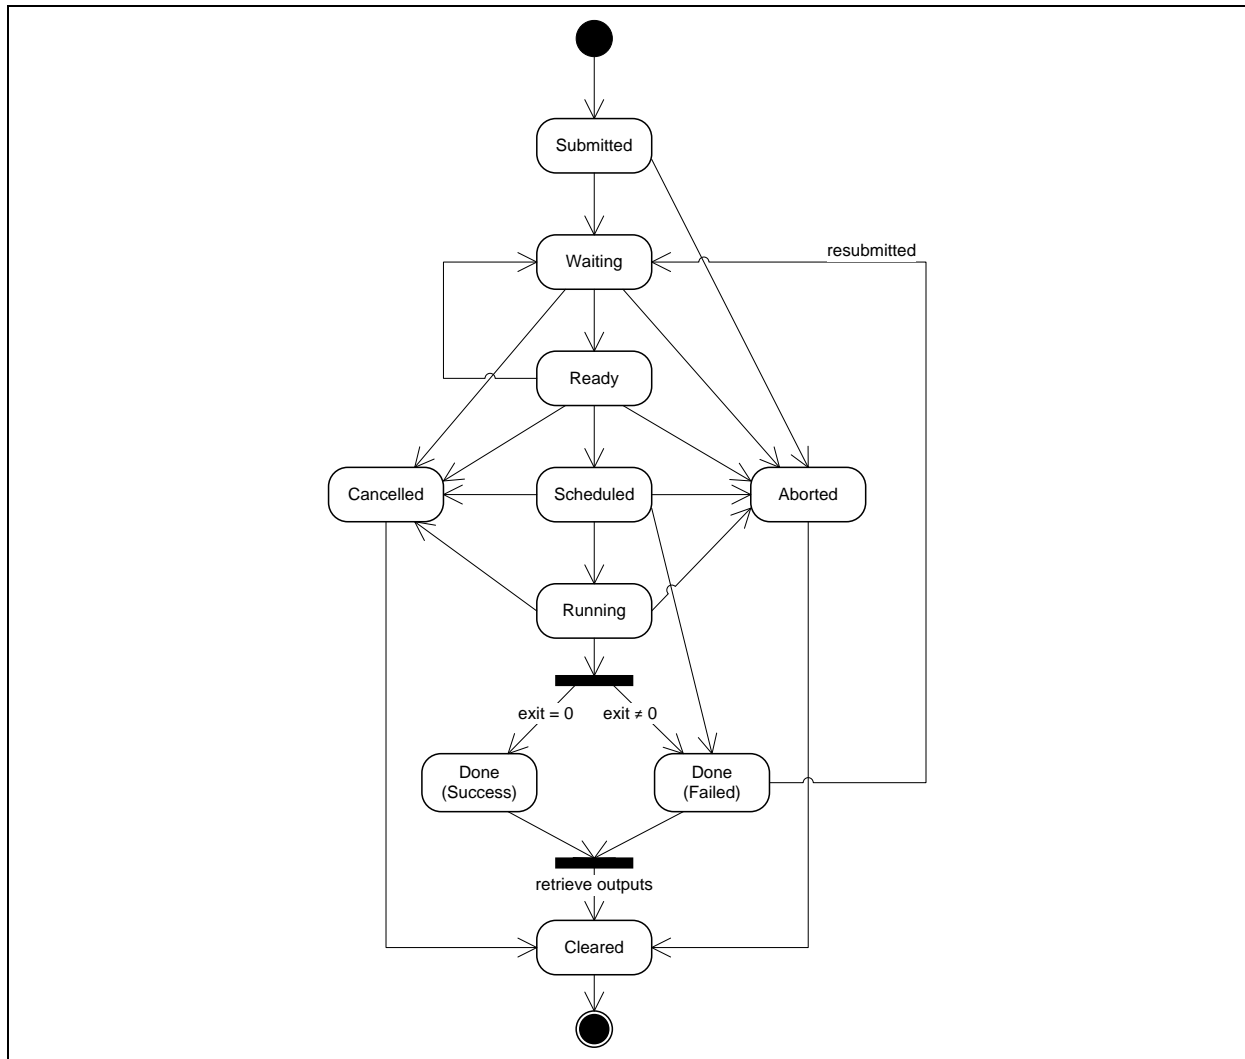 Submitted
resubmitted
Waiting
Ready
Cancelled
Scheduled
Aborted
Running
exit = 0
exit ≠ 0
Done
(Success)
Done
(Failed)
retrieve outputs
Cleared